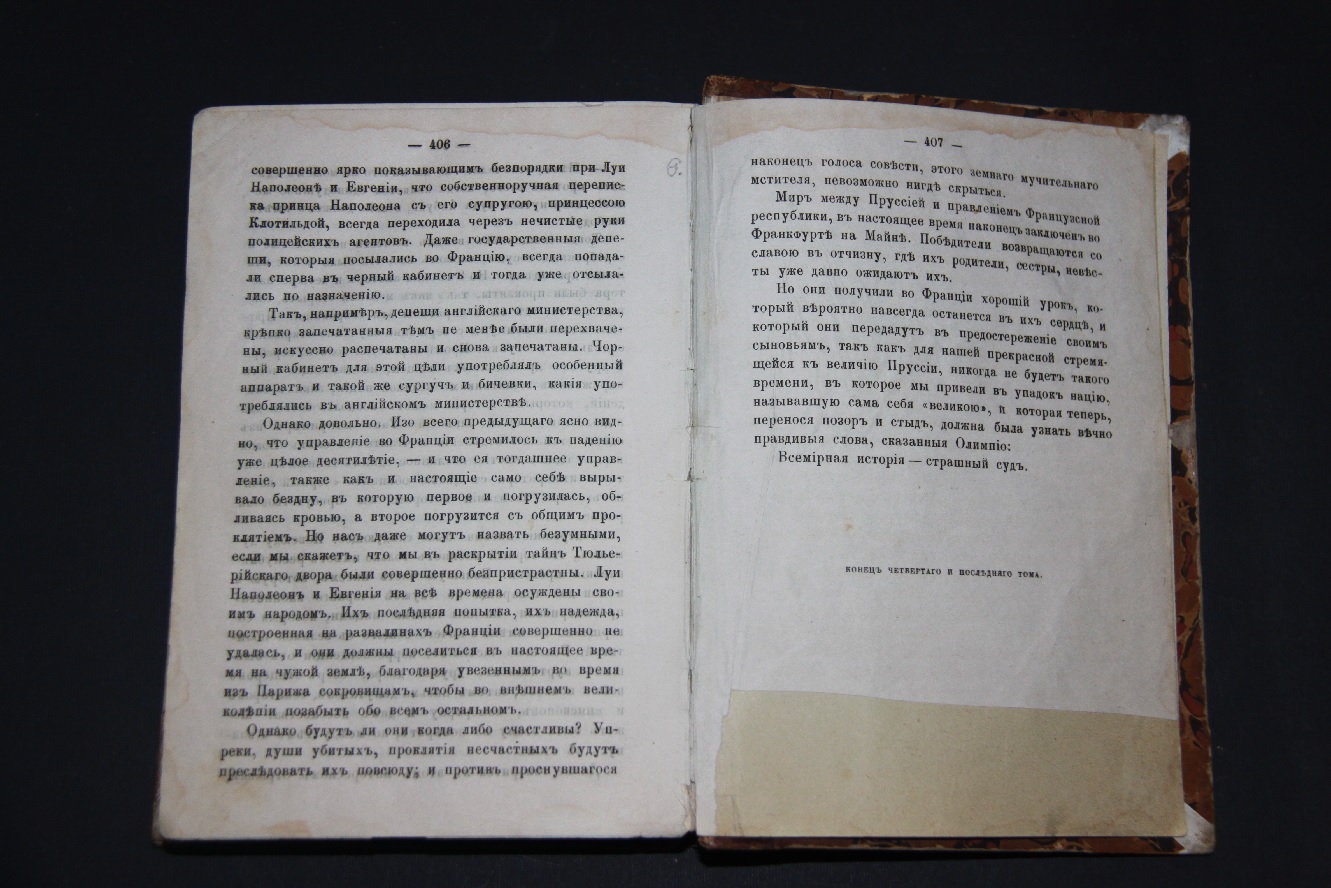 — 406 —
совершенно ярко показывающимъ безпорядки при Луи
Наполеонѣ и Евгеніи, что собственноручная перепис-
ка принца Наполеона съ его супругою, принцессою
Клотильдой, всегда переходила черезъ нечистые руки
полицейскихъ агентовъ. Даже государственныя депе-
ши, которыя посылались во Францію, всегда попада-
ли сперва въ черный кабинетъ и тогда уже отсыла-
лись по назначенію.
Такъ, напримѣръ, депеши англійскаго министерства,
крѣпко запечатанныя тѣмъ не менѣе были перехваче-
ны, искуссно распечатаны и снова запечатаны. Чор-
ный кабинетъ для этой цѣли употреблялъ особенный
аппаратъ и такой же сургучъ и бичевки, какія упо-
треблялись въ англійскомъ министерствѣ.
Однако довольно. Изо всего предыдущаго ясно вид-
но, что управленіе во Франціи стремилось къ паденію
уже цѣлое десятилѣтіе, — и что ея тогдашнее управ-
леніе, также какъ и настоящіе само себѣ выры-
вало бездну, въ которую первое и погрузилась, об-
ливаясь кровью, а второе погрузится съ общимъ про-
клятіемъ. Но насъ даже могутъ назвать безумными,
если мы скажетъ, что мы въ раскрытіи тайнъ Тюлье-
рійскаго двора были совершенно безпристрастны. Луи
Наполеонъ и Евгенія на всѣ времена осуждены сво-
имъ народомъ. Ихъ послѣдняя попытка, ихъ надежда,
построенная на развалинахъ Франціи совершенно не
удалась, и они должны поселиться въ настоящее вре-
мя на чужой землѣ, благодаря увезеннымъ во время
изъ Парижа сокровищамъ, чтобы во внѣшнемъ вели-
колѣпіи позабыть обо всемъ остальномъ.
Однако будутъ ли они когда либо счастливы? Уп-
реки, души убитыхъ, проклятія несчастныхъ будутъ
преслѣдовать ихъ повсюду; и противъ проснувшагося
— 407 —
наконецъ голоса совѣсти, этого земнаго мучительнаго
мстителя, невозможно нигдѣ скрыться.
Миръ между Пруссіей и правленіемъ Французской
республики, въ настоящее время наконецъ заключенъ во
Франкфуртѣ на Майнѣ. Побѣдители возвращаются со
славою въ отчизну, гдѣ ихъ родители, сестры, невѣс-
ты уже давно ожидаютъ ихъ.
Но они получили во Франціи хорошій урокъ, ко-
торый вѣроятно навсегда останется въ ихъ сердцѣ, и
который они передадутъ въ предостереженіе своимъ
сыновьямъ, такъ какъ для нашей прекрасной стремя-
щейся къ величію Пруссіи, никогда не будетъ такого
времени, въ которое мы привели въ упадокъ націю,
называвшую сама себя «великою», и которая теперь,
перенося позоръ и стыдъ, должна была узнать вѣчно
правдивыя слова, сказанныя Олимпіо:
Всемірная исторія — страшный судъ.
КОНЕЦЪ ЧЕТВЕРТАГО И ПОСЛѢДНЯГО ТОМА.